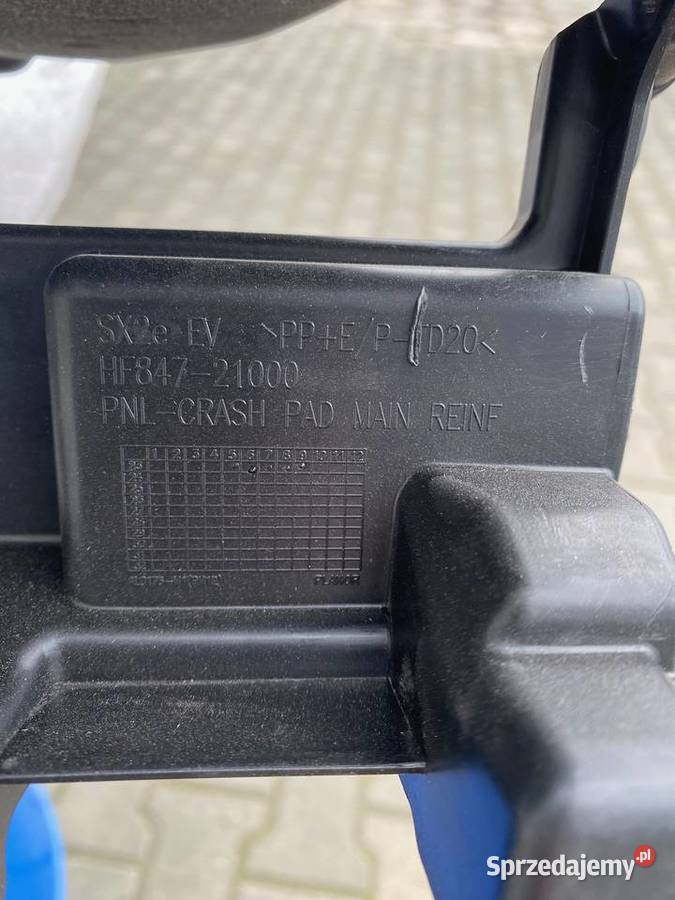 SX2e EV >PP+E/P-TD20<
HF847-21000
PNL-CRASH PAD MAIN REINF
1 2 3 4 5 6 7 8 9 10 11 12
25
Sprzedajemy.pl